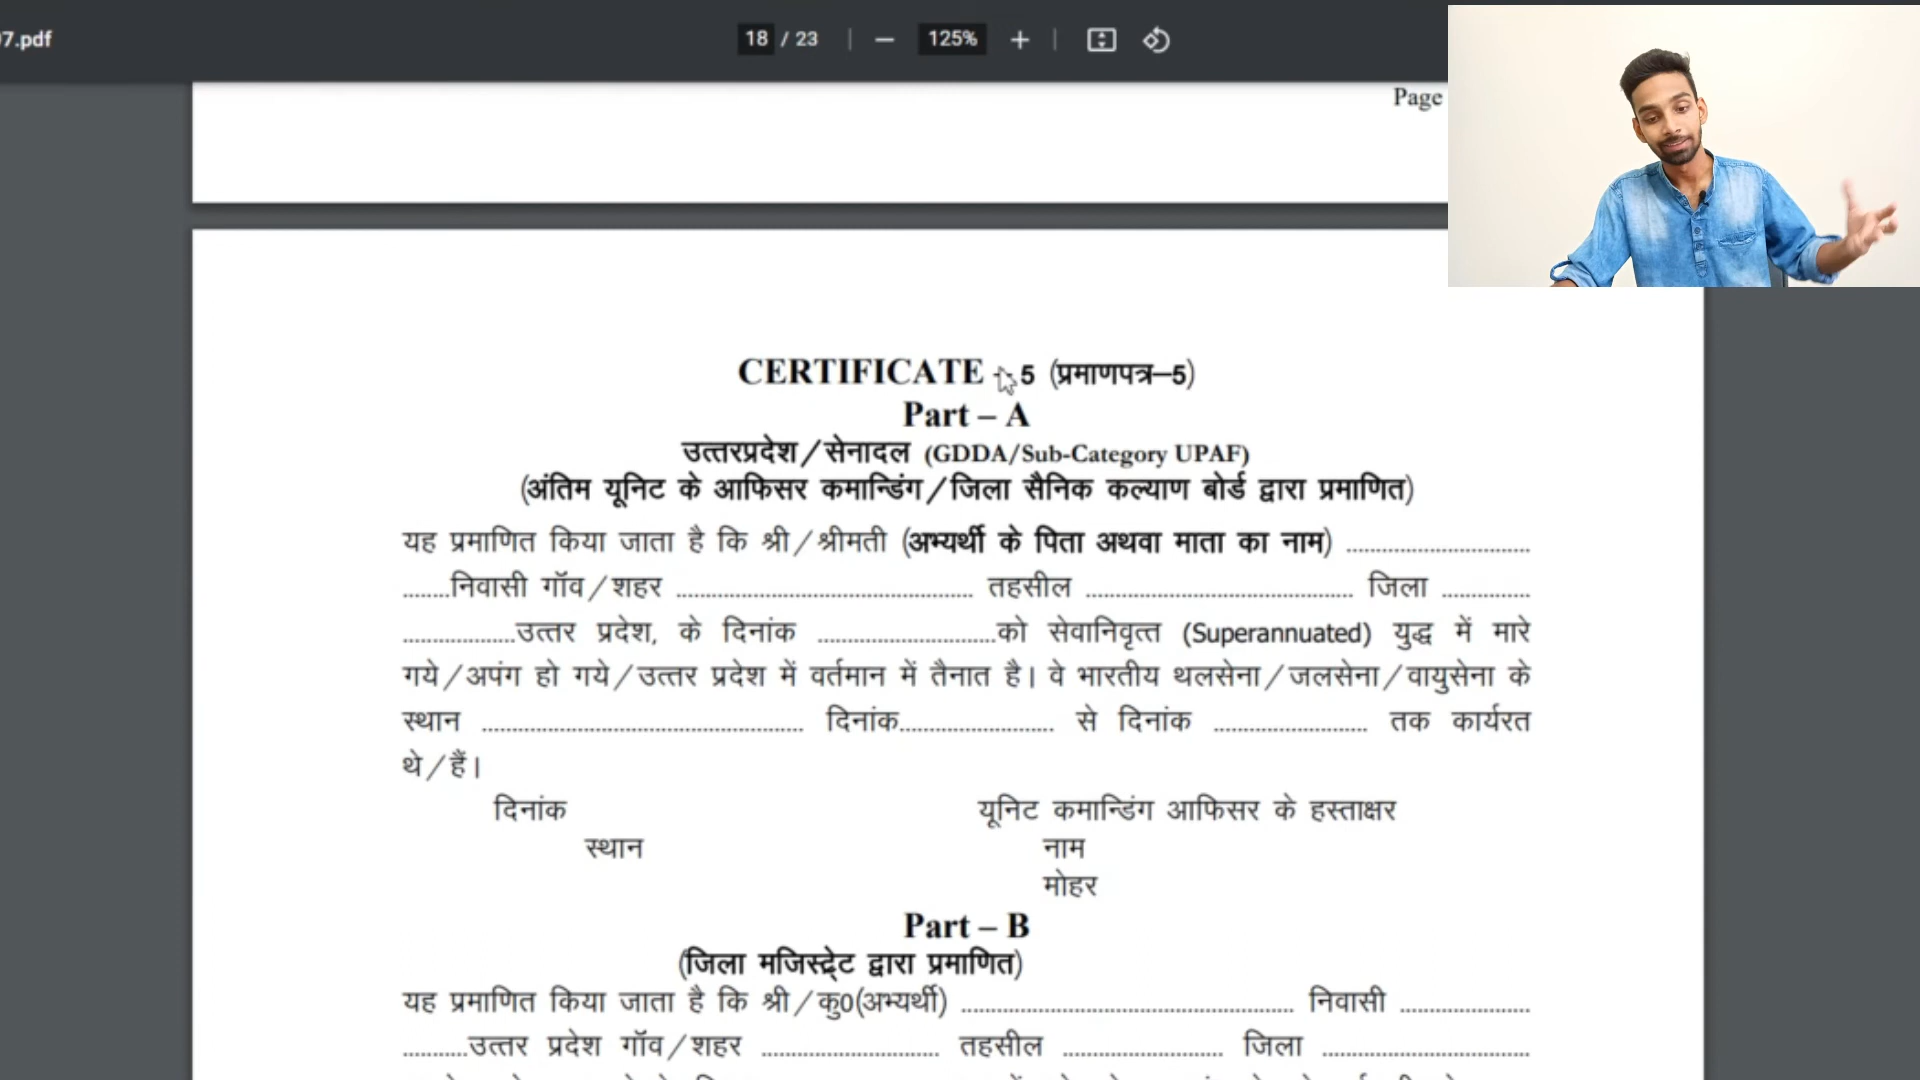 07.pdf
18 / 23 | — 125% + |
Page
CERTIFICATE - 5 (प्रमाणपत्र–5)
Part – A
उत्तरप्रदेश/सेनादल (GDDA/Sub-Category UPAF)
(अंतिम यूनिट के आफिसर कमान्डिंग/जिला सैनिक कल्याण बोर्ड द्वारा प्रमाणित)
यह प्रमाणित किया जाता है कि श्री/श्रीमती (अभ्यर्थी के पिता अथवा माता का नाम) ................................
........निवासी गॉव/शहर .................................................... तहसील ............................................... जिला ...............
....................उत्तर प्रदेश, के दिनांक ...............................को सेवानिवृत्त (Superannuated) युद्ध में मारे
गये/अपंग हो गये/उत्तर प्रदेश में वर्तमान में तैनात है। वे भारतीय थलसेना/जलसेना/वायुसेना के
स्थान ......................................................... दिनांक........................... से दिनांक ........................... तक कार्यरत
थे/हैं।
दिनांक यूनिट कमान्डिंग आफिसर के हस्ताक्षर
स्थान नाम
मोहर
Part – B
(जिला मजिस्ट्रेट द्वारा प्रमाणित)
यह प्रमाणित किया जाता है कि श्री/कु0(अभ्यर्थी) .......................................................... निवासी .......................
...........उत्तर प्रदेश गॉव/शहर ............................... तहसील ............................ जिला ....................................